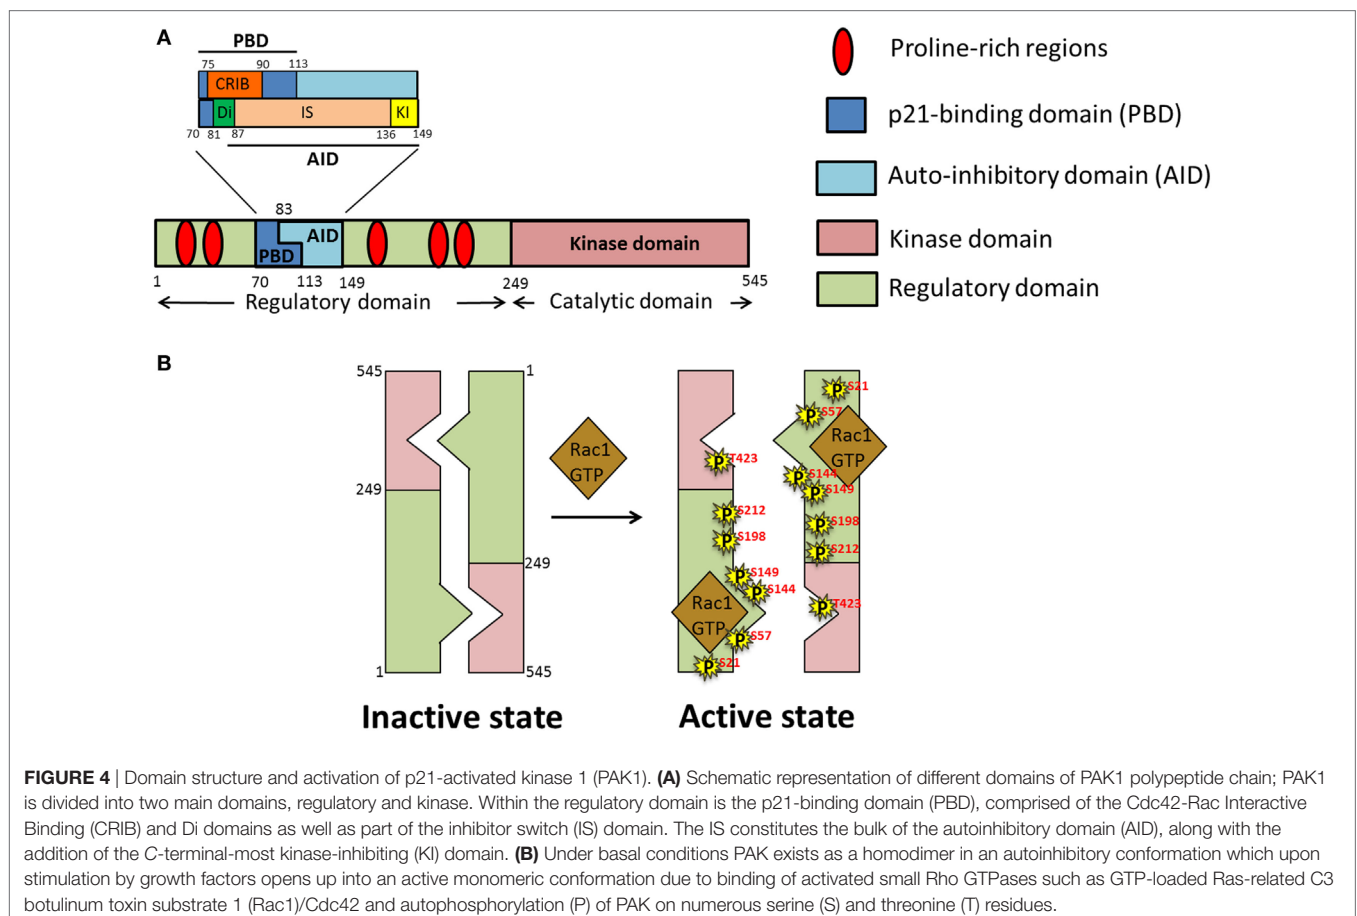 A
PBD
75 90 113
CRIB
Di IS KI
70 81 87 136 149
AID
83
AID
PBD
Kinase domain
1 70 113 149 249 545
Regulatory domain Catalytic domain
Proline-rich regions
p21-binding domain (PBD)
Auto-inhibitory domain (AID)
Kinase domain
Regulatory domain
B
545 1
249
249
1 545
Inactive state
Rac1
GTP
P T423
P S212
P S198
P S149
P S144
Rac1
GTP
P S57
P S21
P S21
P S57
Rac1
GTP
P S144
P S149
P S198
P S212
P T423
Active state
FIGURE 4 | Domain structure and activation of p21-activated kinase 1 (PAK1). (A) Schematic representation of different domains of PAK1 polypeptide chain; PAK1
is divided into two main domains, regulatory and kinase. Within the regulatory domain is the p21-binding domain (PBD), comprised of the Cdc42-Rac Interactive
Binding (CRIB) and Di domains as well as part of the inhibitor switch (IS) domain. The IS constitutes the bulk of the autoinhibitory domain (AID), along with the
addition of the C-terminal-most kinase-inhibiting (KI) domain. (B) Under basal conditions PAK exists as a homodimer in an autoinhibitory conformation which upon
stimulation by growth factors opens up into an active monomeric conformation due to binding of activated small Rho GTPases such as GTP-loaded Ras-related C3
botulinum toxin substrate 1 (Rac1)/Cdc42 and autophosphorylation (P) of PAK on numerous serine (S) and threonine (T) residues.